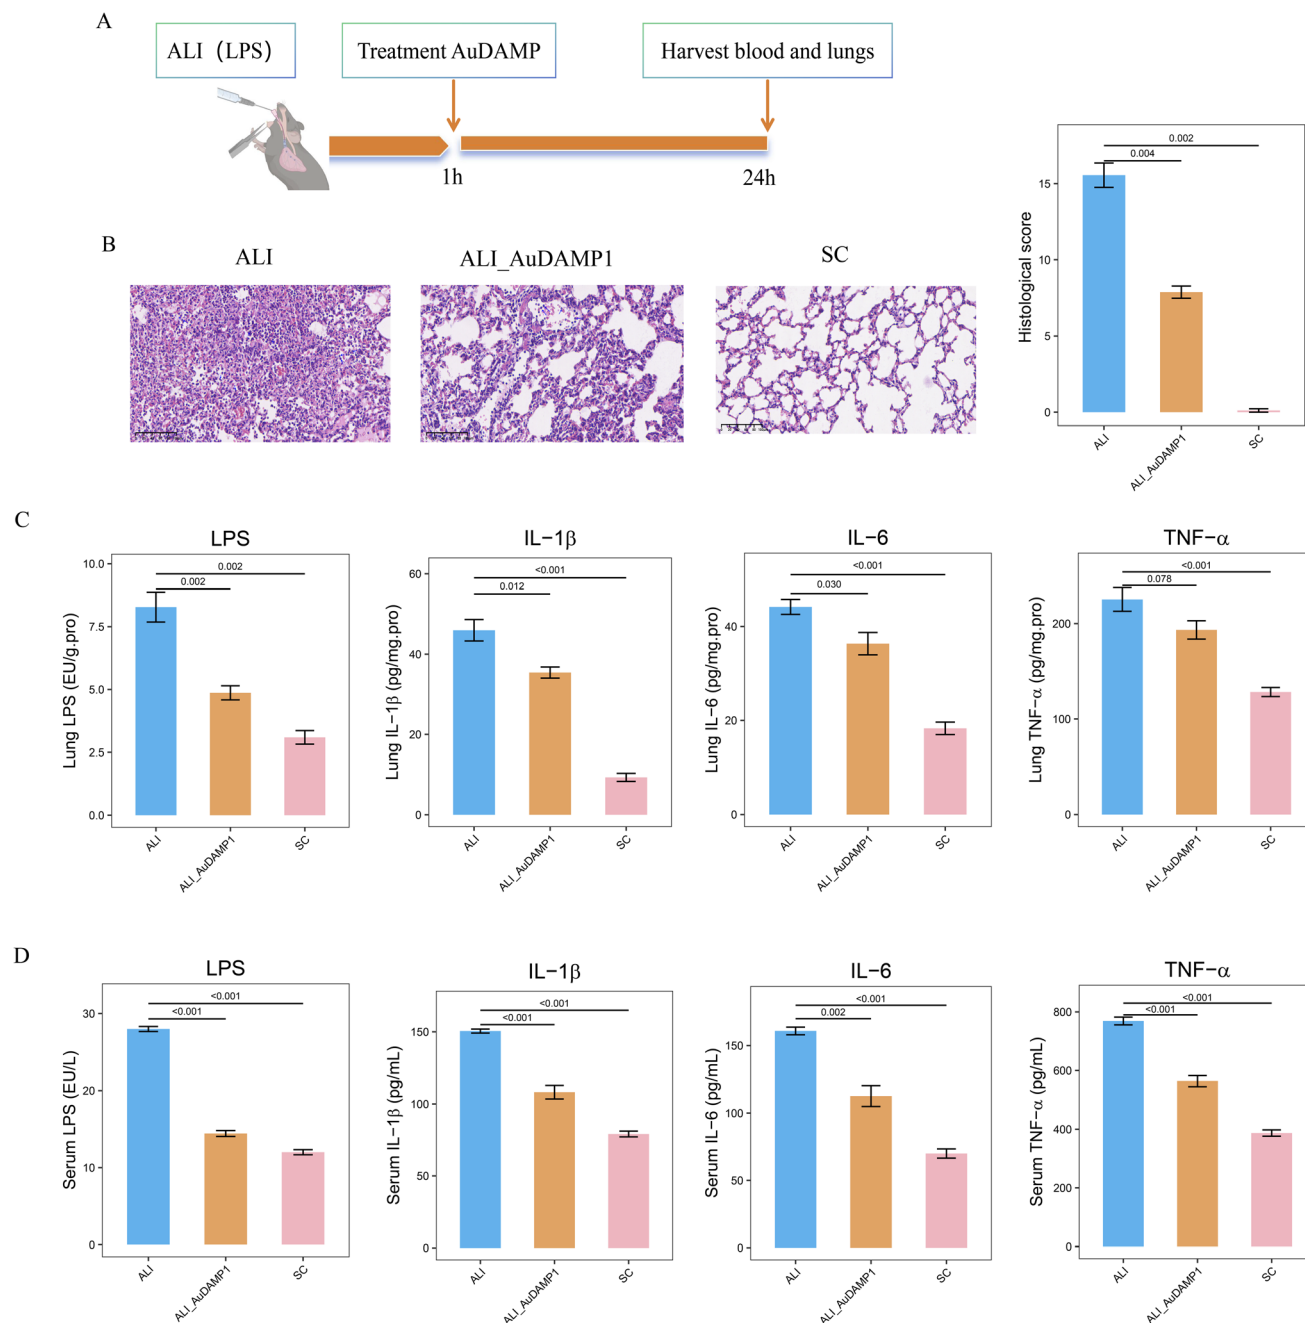 A
ALI（LPS）
Treatment AuDAMP
Harvest blood and lungs
1h
24h
B
ALI
ALI_AuDAMP1
SC
Histological score
15
10
5
0
0.002
0.004
ALI
ALI_AuDAMP1
SC
C
LPS
Lung LPS (EU/g.pro)
10.0
7.5
5.0
2.5
0.0
0.002
0.002
ALI
ALI_AuDAMP1
SC
IL−1β
Lung IL−1β (pg/mg.pro)
60
40
20
0
<0.001
0.012
ALI
ALI_AuDAMP1
SC
IL−6
Lung IL−6 (pg/mg.pro)
40
20
0
<0.001
0.030
ALI
ALI_AuDAMP1
SC
TNF−α
Lung TNF−α (pg/mg.pro)
200
100
0
<0.001
0.078
ALI
ALI_AuDAMP1
SC
D
LPS
Serum LPS (EU/L)
30
20
10
0
<0.001
<0.001
ALI
ALI_AuDAMP1
SC
IL−1β
Serum IL−1β (pg/mL)
150
100
50
0
<0.001
<0.001
ALI
ALI_AuDAMP1
SC
IL−6
Serum IL−6 (pg/mL)
150
100
50
0
<0.001
0.002
ALI
ALI_AuDAMP1
SC
TNF−α
Serum TNF−α (pg/mL)
800
600
400
200
0
<0.001
<0.001
ALI
ALI_AuDAMP1
SC